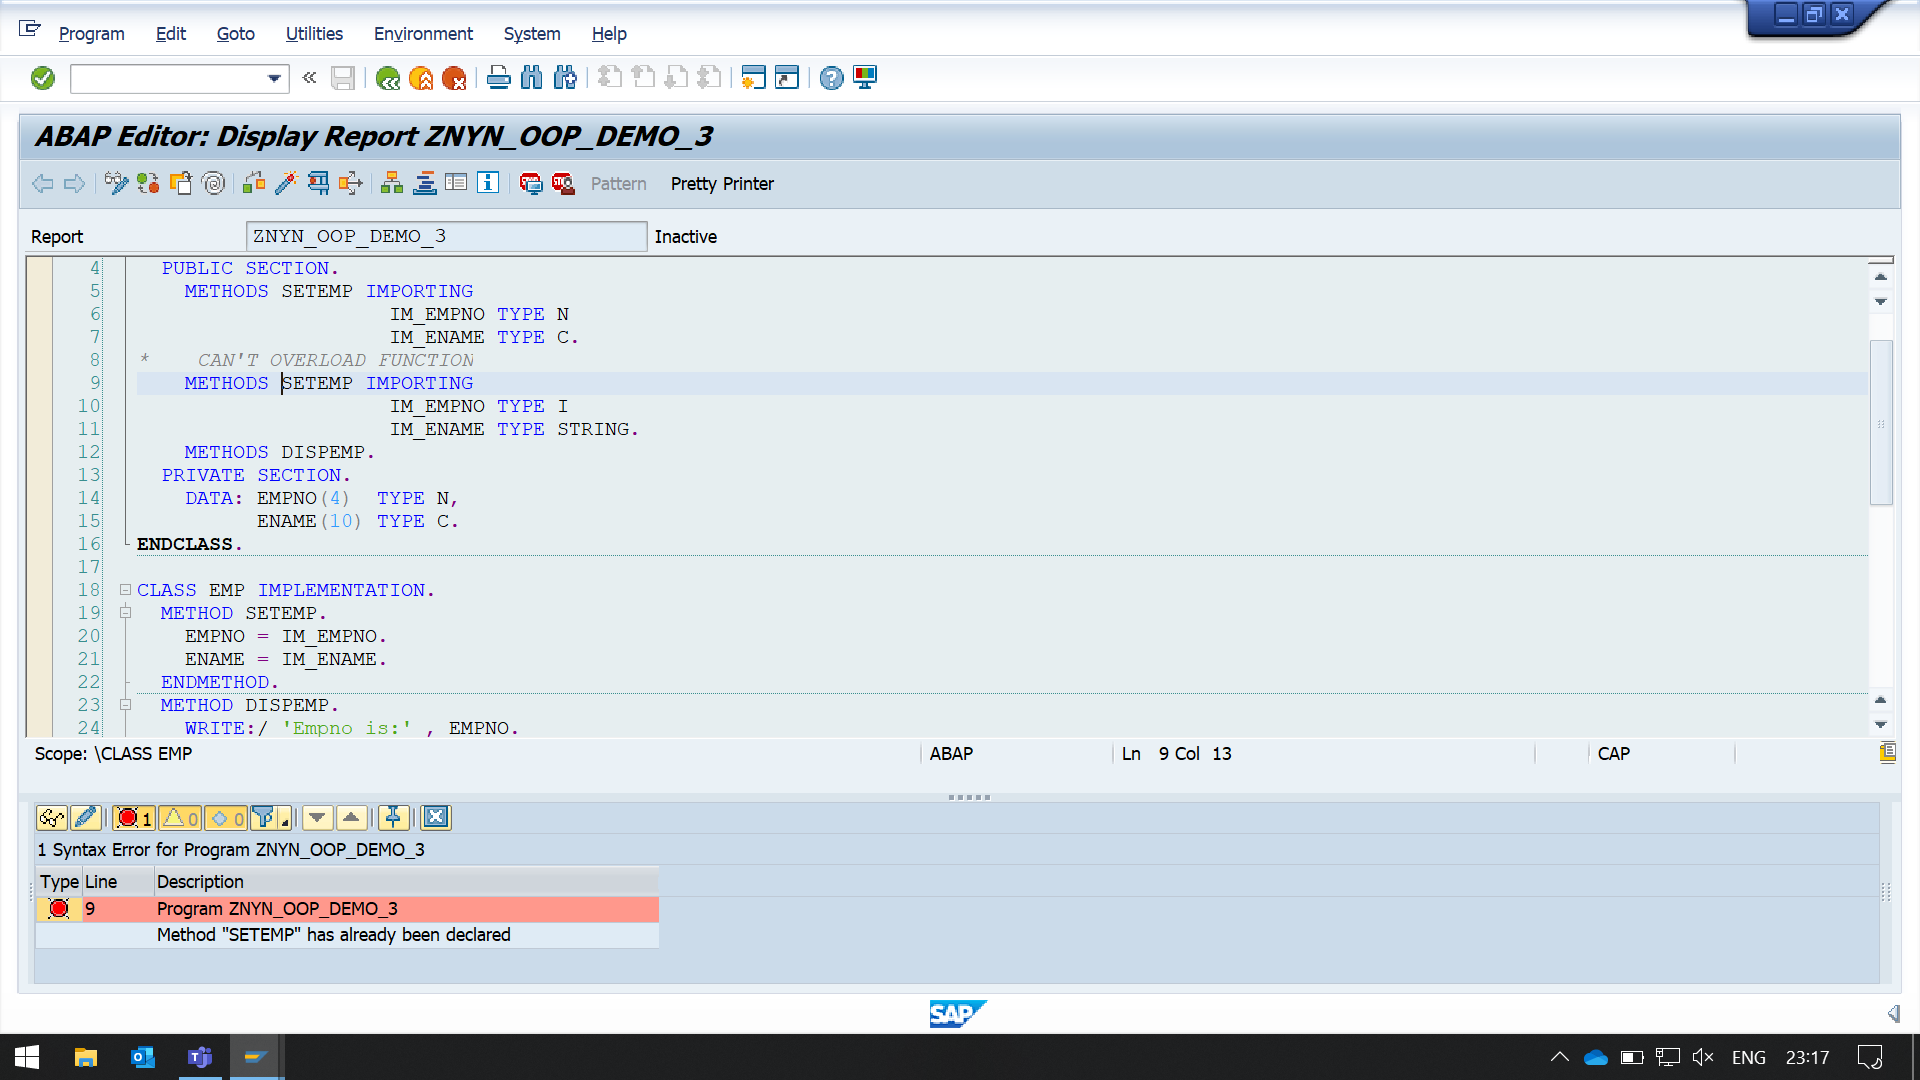 Program Edit Goto Utilities Environment System Help
ABAP Editor: Display Report ZNYN_OOP_DEMO_3
Pattern Pretty Printer
Report ZNYN_OOP_DEMO_3 Inactive
4 PUBLIC SECTION.
5 METHODS SETEMP IMPORTING
6 IM_EMPNO TYPE N
7 IM_ENAME TYPE C.
8 * CAN'T OVERLOAD FUNCTION
9 METHODS SETEMP IMPORTING
10 IM_EMPNO TYPE I
11 IM_ENAME TYPE STRING.
12 METHODS DISPEMP.
13 PRIVATE SECTION.
14 DATA: EMPNO(4) TYPE N,
15 ENAME(10) TYPE C.
16 ENDCLASS.
17
18 CLASS EMP IMPLEMENTATION.
19 METHOD SETEMP.
20 EMPNO = IM_EMPNO.
21 ENAME = IM_ENAME.
22 ENDMETHOD.
23 METHOD DISPEMP.
24 WRITE:/ 'Empno is:' , EMPNO.
Scope: \CLASS EMP ABAP Ln 9 Col 13 CAP
1 0 0
1 Syntax Error for Program ZNYN_OOP_DEMO_3
Type Line Description
9 Program ZNYN_OOP_DEMO_3
Method "SETEMP" has already been declared
SAP
ENG 23:17